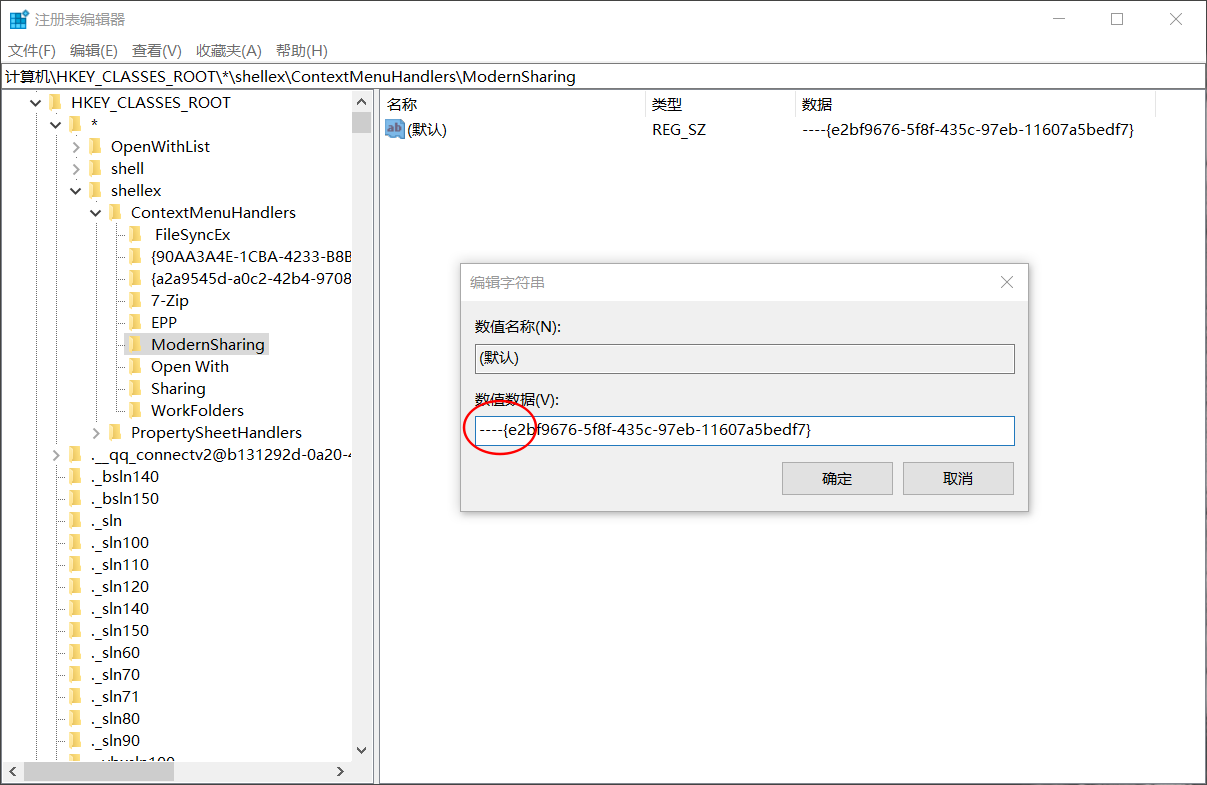 注册表编辑器
文件(F) 编辑(E) 查看(V) 收藏夹(A) 帮助(H)
计算机\HKEY_CLASSES_ROOT\*\shellex\ContextMenuHandlers\ModernSharing
HKEY_CLASSES_ROOT
*
OpenWithList
shell
shellex
ContextMenuHandlers
FileSyncEx
{90AA3A4E-1CBA-4233-B8B
{a2a9545d-a0c2-42b4-9708
7-Zip
EPP
ModernSharing
Open With
Sharing
WorkFolders
PropertySheetHandlers
.__qq_connectv2@b131292d-0a20-4
._bsln140
._bsln150
._sln
._sln100
._sln110
._sln120
._sln140
._sln150
._sln60
._sln70
._sln71
._sln80
._sln90
名称 类型 数据
(默认) REG_SZ ----{e2bf9676-5f8f-435c-97eb-11607a5bedf7}
编辑字符串
数值名称(N):
(默认)
数值数据(V):
----{e2bf9676-5f8f-435c-97eb-11607a5bedf7}
确定 取消